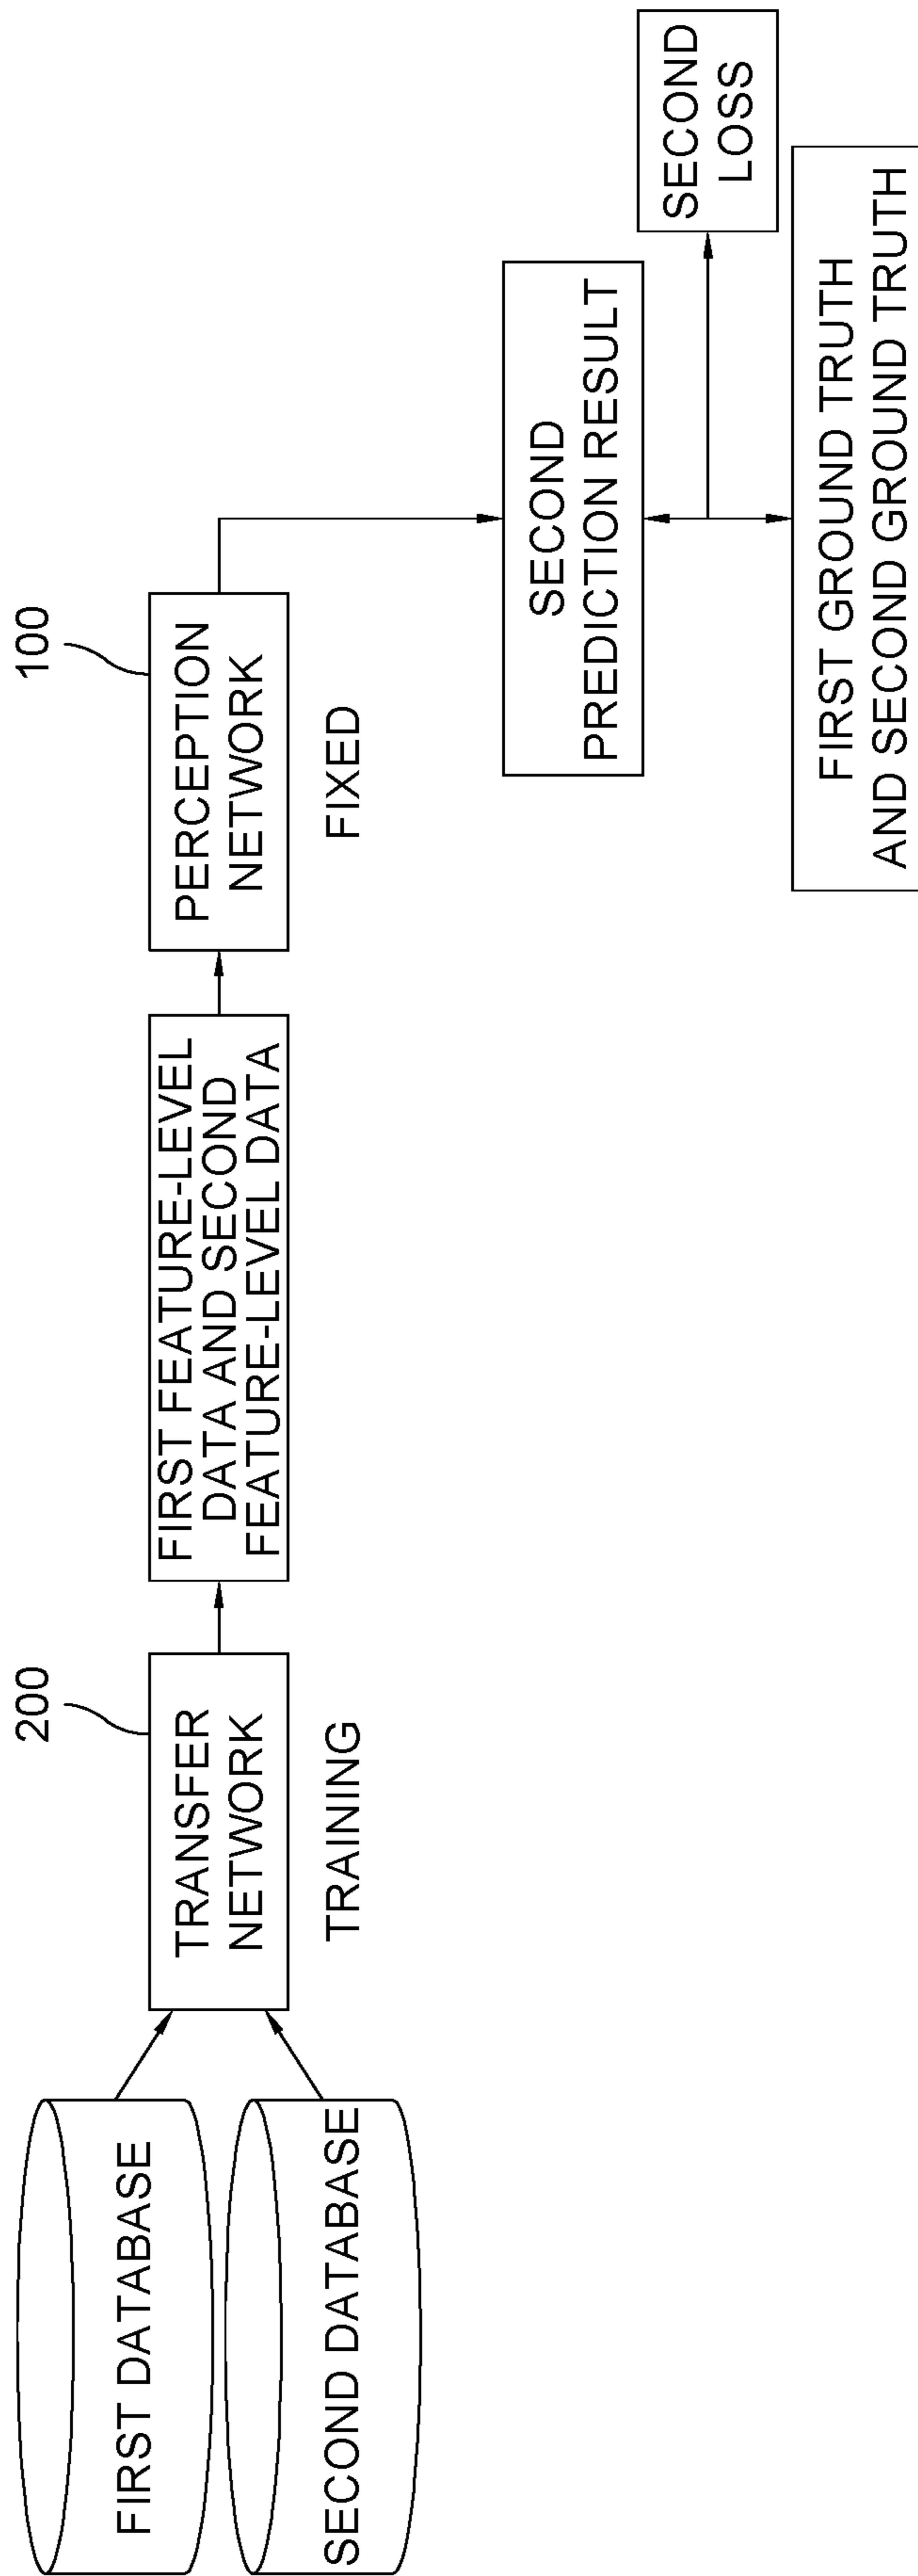 FIRST DATABASE
SECOND DATABASE
200
TRANSFER
NETWORK
TRAINING
FIRST FEATURE-LEVEL
DATA AND SECOND
FEATURE-LEVEL DATA
100
PERCEPTION
NETWORK
FIXED
SECOND
PREDICTION RESULT
SECOND
LOSS
FIRST GROUND TRUTH
AND SECOND GROUND TRUTH